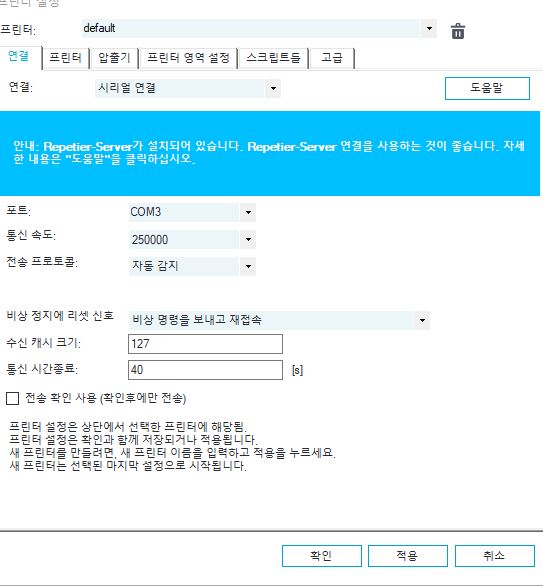 프린터 설정
프린터: default
연결 프린터 압출기 프린터 영역 설정 스크립트들 고급
연결: 시리얼 연결 도움말
안내: Repetier-Server가 설치되어 있습니다. Repetier-Server 연결을 사용하는 것이 좋습니다. 자세
한 내용은 "도움말"을 클릭하십시오.
포트: COM3
통신 속도: 250000
전송 프로토콜: 자동 감지
비상 정지에 리셋 신호 비상 명령을 보내고 재접속
수신 캐시 크기: 127
통신 시간종료: 40 [s]
전송 확인 사용 (확인후에만 전송)
프린터 설정은 상단에서 선택한 프린터에 해당됨.
프린터 설정은 확인과 함께 저장되거나 적용됩니다.
새 프린터를 만들려면, 새 프린터 이름을 입력하고 적용을 누르세요.
새 프린터는 선택된 마지막 설정으로 시작됩니다.
확인 적용 취소